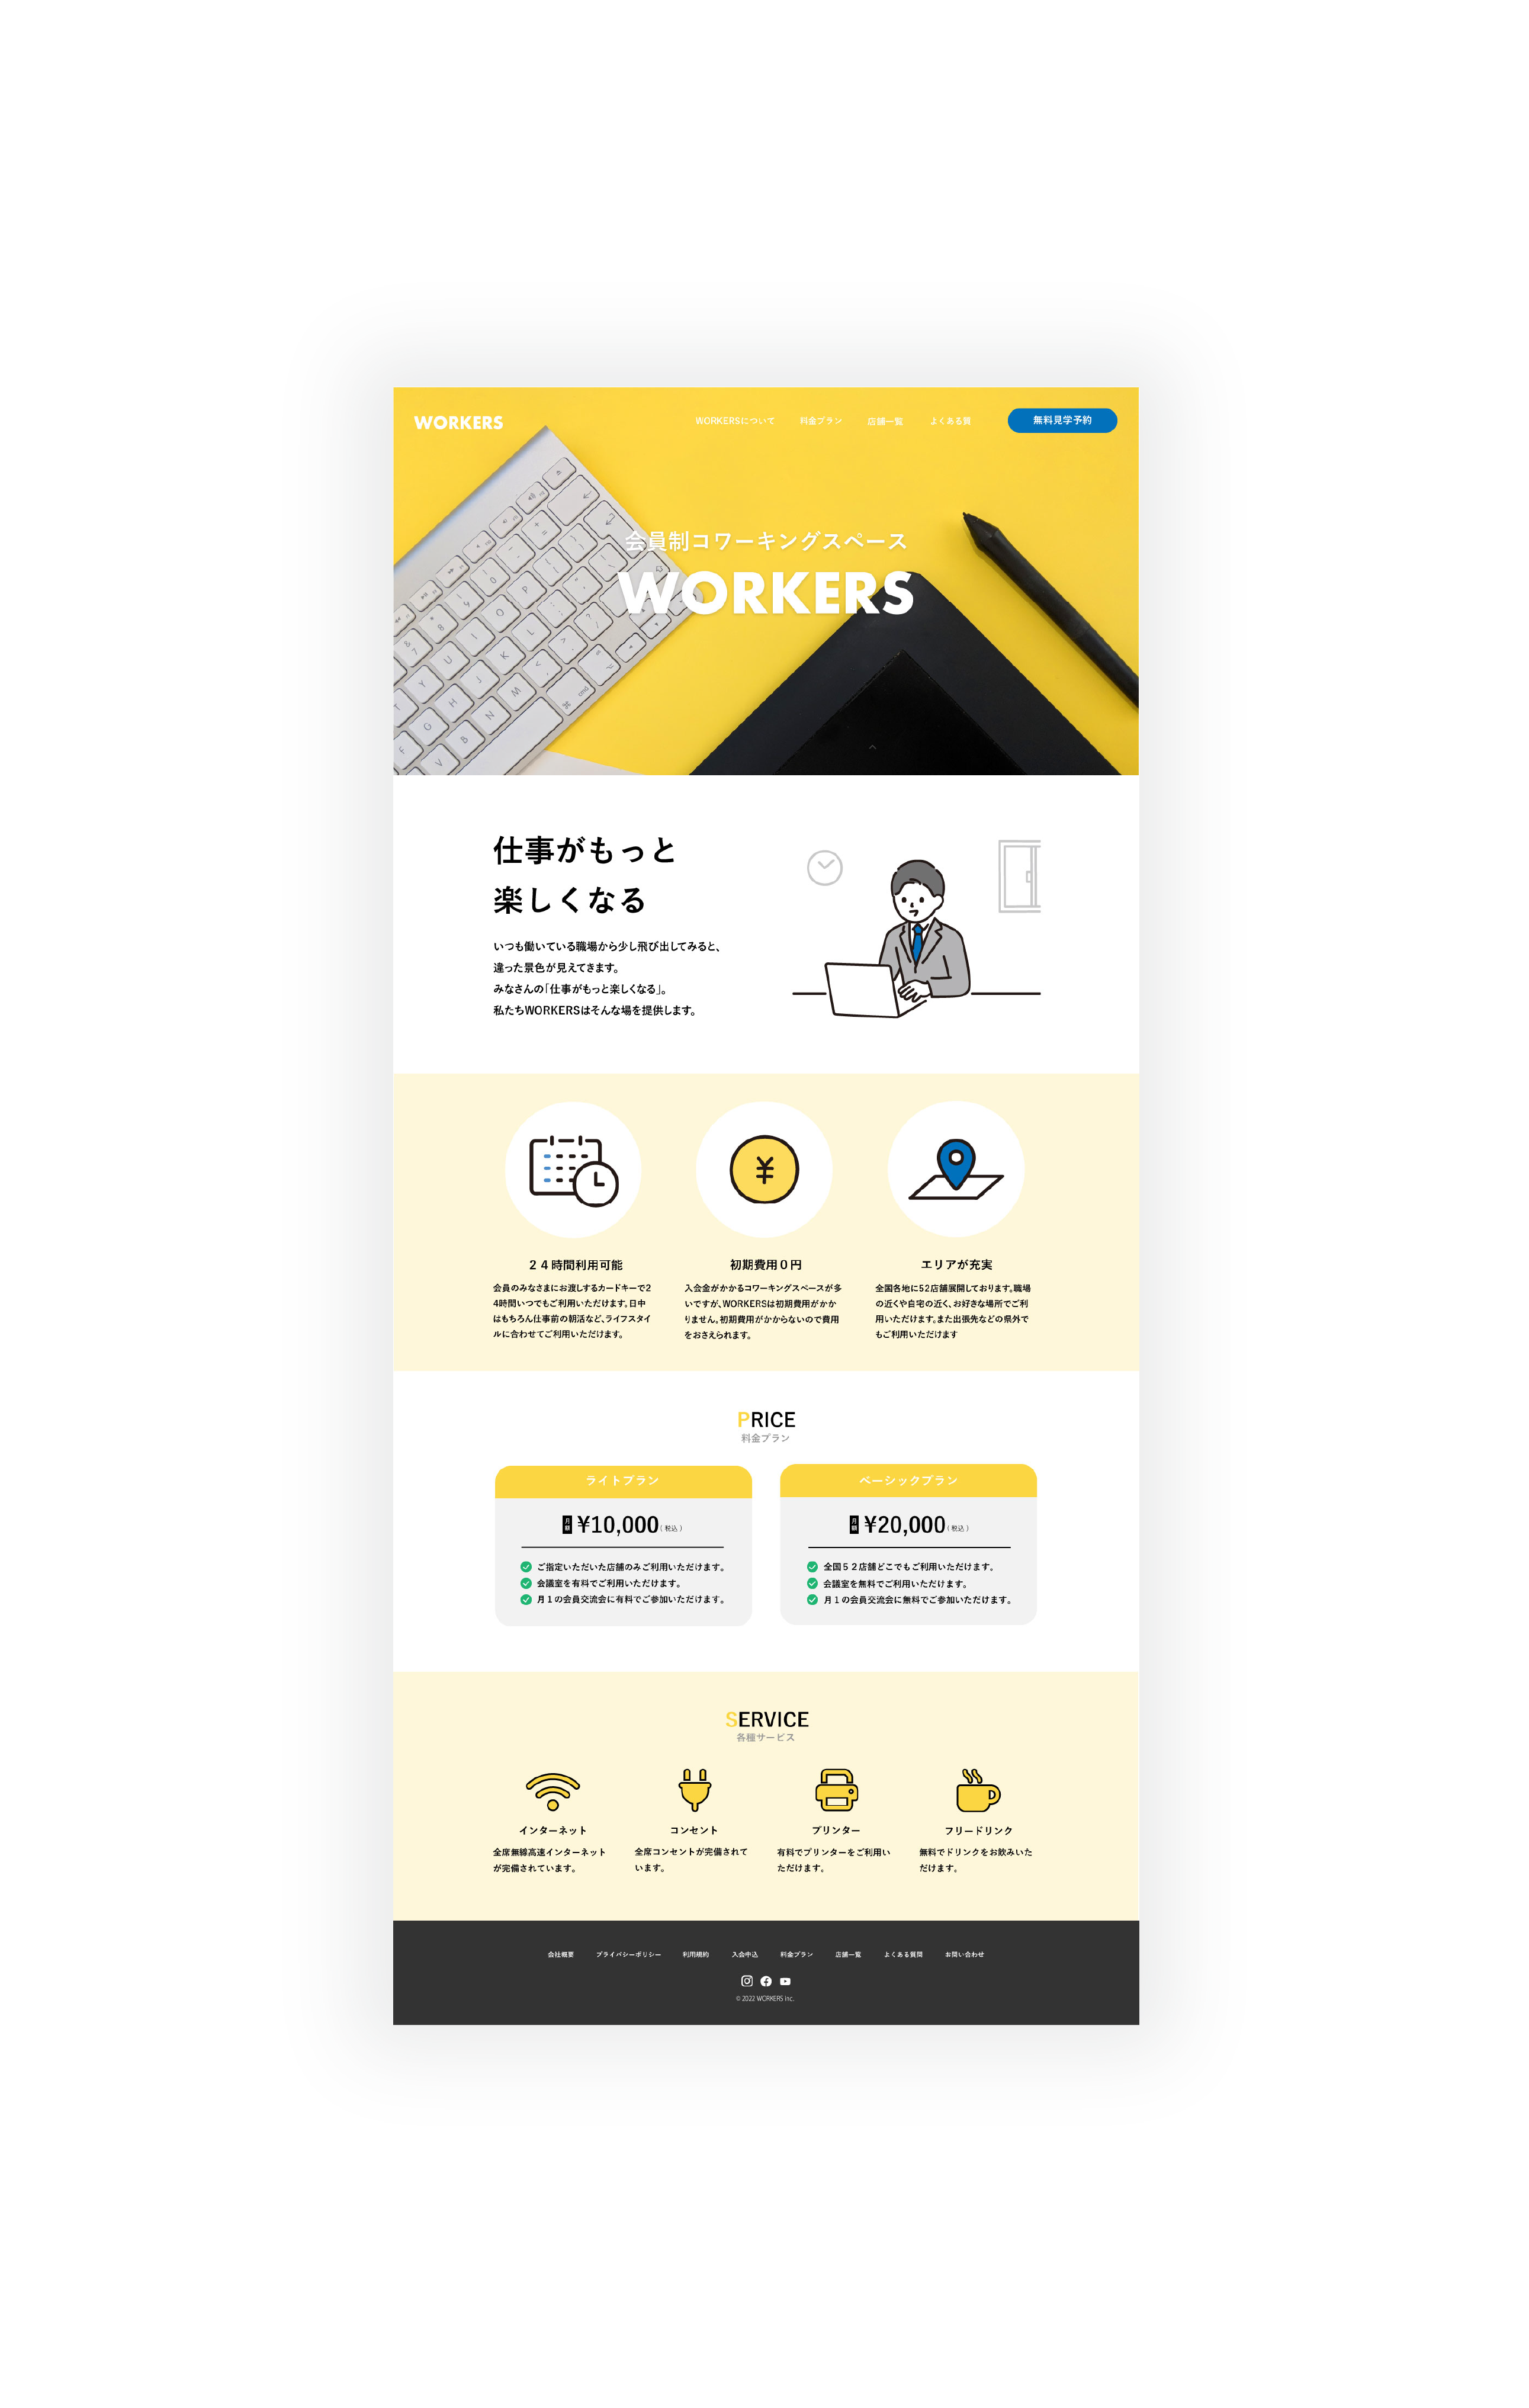 WORKERS
WORKERSについて
料金プラン
店舗一覧
よくある質
無料見学予約
会員制コワーキングスペース
WORKERS
仕事がもっと
楽しくなる
いつも働いている職場から少し飛び出してみると、
違った景色が見えてきます。
みなさんの「仕事がもっと楽しくなる」。
私たちWORKERSはそんな場を提供します。
２４時間利用可能
会員のみなさまにお渡しするカードキーで2
4時間いつでもご利用いただけます。日中
はもちろん仕事前の朝活など、ライフスタイ
ルに合わせてご利用いただけます。
初期費用０円
入会金がかかるコワーキングスペースが多
いですが、WORKERSは初期費用がかか
りません。初期費用がかからないので費用
をおさえられます。
エリアが充実
全国各地に52店舗展開しております。職場
の近くや自宅の近く、お好きな場所でご利
用いただけます。また出張先などの県外で
もご利用いただけます
PRICE
料金プラン
ライトプラン
月額 ¥10,000 ( 税込 )
ご指定いただいた店舗のみご利用いただけます。
会議室を有料でご利用いただけます。
月１の会員交流会に有料でご参加いただけます。
ベーシックプラン
月額 ¥20,000 ( 税込 )
全国５２店舗どこでもご利用いただけます。
会議室を無料でご利用いただけます。
月１の会員交流会に無料でご参加いただけます。
SERVICE
各種サービス
インターネット
全席無線高速インターネット
が完備されています。
コンセント
全席コンセントが完備されて
います。
プリンター
有料でプリンターをご利用い
ただけます。
フリードリンク
無料でドリンクをお飲みいた
だけます。
会社概要
プライバシーポリシー
利用規約
入会申込
料金プラン
店舗一覧
よくある質問
お問い合わせ
© 2022 WORKERS inc.